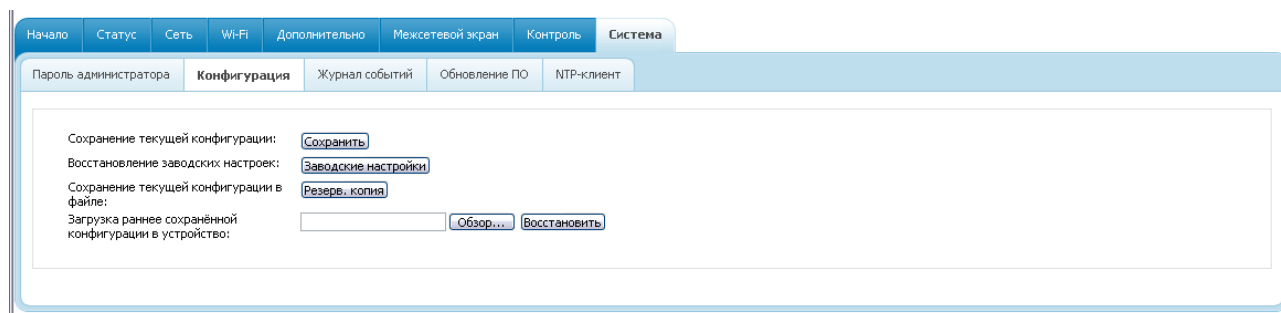 Начало Статус Сеть Wi-Fi Дополнительно Межсетевой экран Контроль Система
Пароль администратора Конфигурация Журнал событий Обновление ПО NTP-клиент
Сохранение текущей конфигурации: Сохранить
Восстановление заводских настроек: Заводские настройки
Сохранение текущей конфигурации в Резерв. копия
файле:
Загрузка раннее сохранённой
конфигурации в устройство: Обзор... Восстановить